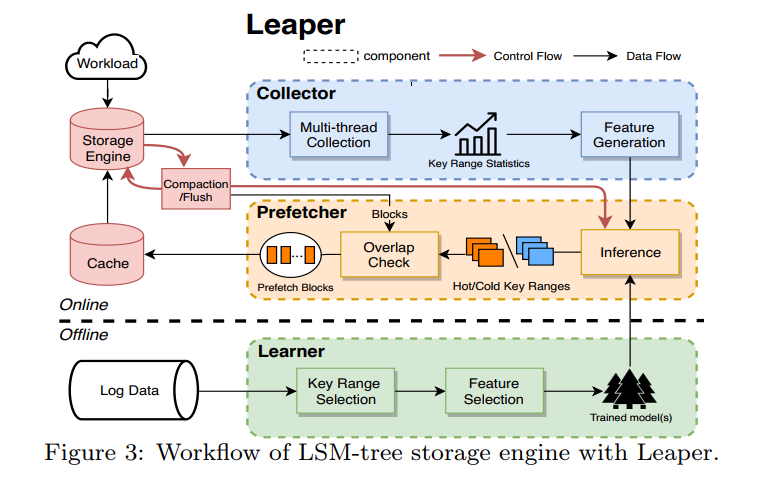 Leaper
component
Control Flow
Data Flow
Workload
Collector
Storage
Engine
Multi-thread
Collection
Key Range Statistics
Feature
Generation
Compaction
/Flush
Prefetcher
Blocks
Cache
Prefetch Blocks
Overlap
Check
Hot/Cold Key Ranges
Inference
Online
Offline
Learner
Log Data
Key Range
Selection
Feature
Selection
Trained model(s)
Figure 3: Workflow of LSM-tree storage engine with Leaper.